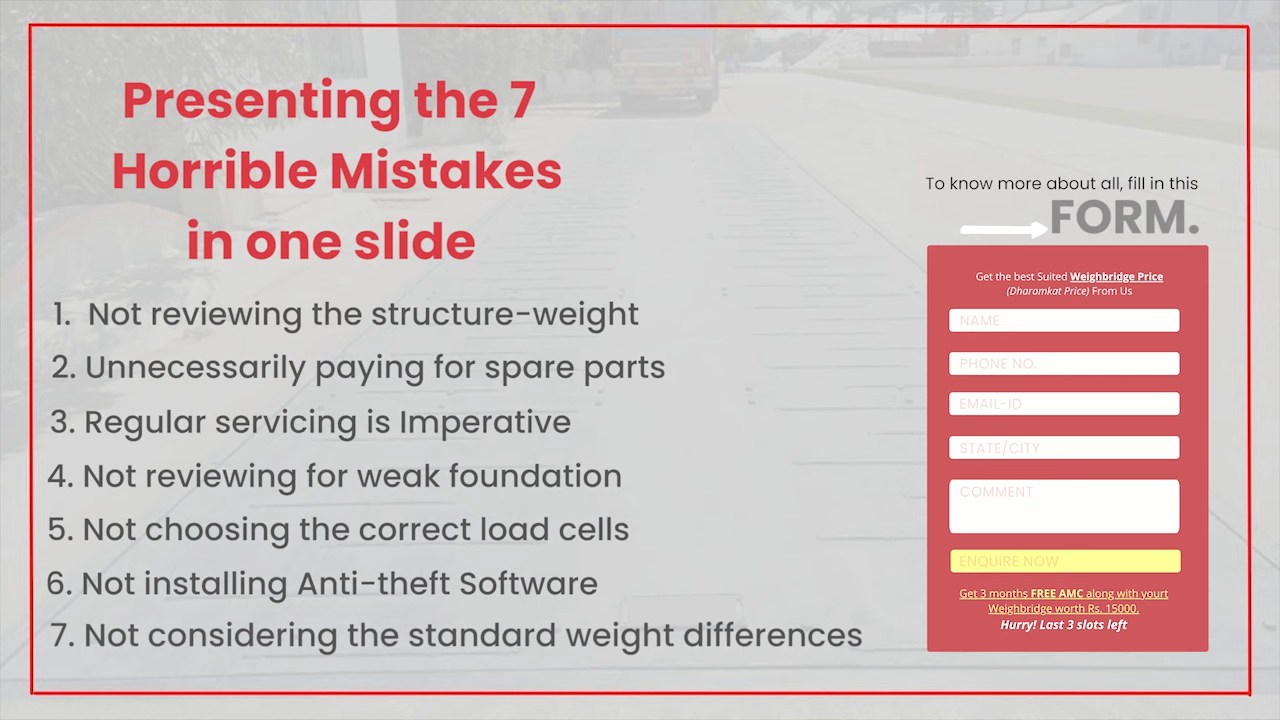 Presenting the 7
Horrible Mistakes
in one slide
1. Not reviewing the structure-weight
2. Unnecessarily paying for spare parts
3. Regular servicing is Imperative
4. Not reviewing for weak foundation
5. Not choosing the correct load cells
6. Not installing Anti-theft Software
7. Not considering the standard weight differences
To know more about all, fill in this
FORM.
Get the best Suited Weighbridge Price
(Dharamkat Price) From Us
NAME
PHONE NO.
EMAIL-ID
STATE/CITY
COMMENT
ENQUIRE NOW
Get 3 months FREE AMC along with yourt
Weighbridge worth Rs. 15000.
Hurry! Last 3 slots left